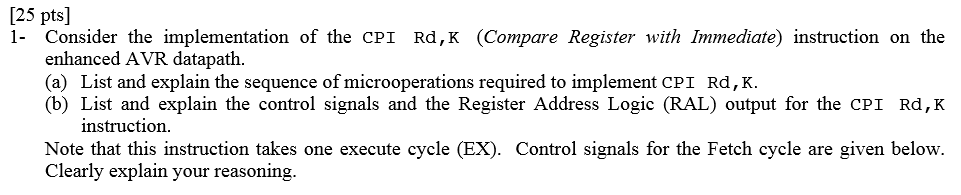 [25 pts]
1- Consider the implementation of the CPI Rd,K (Compare Register with Immediate) instruction on the
enhanced AVR datapath.
(a) List and explain the sequence of microoperations required to implement CPI Rd,K.
(b) List and explain the control signals and the Register Address Logic (RAL) output for the CPI Rd,K
instruction.
Note that this instruction takes one execute cycle (EX). Control signals for the Fetch cycle are given below.
Clearly explain your reasoning.